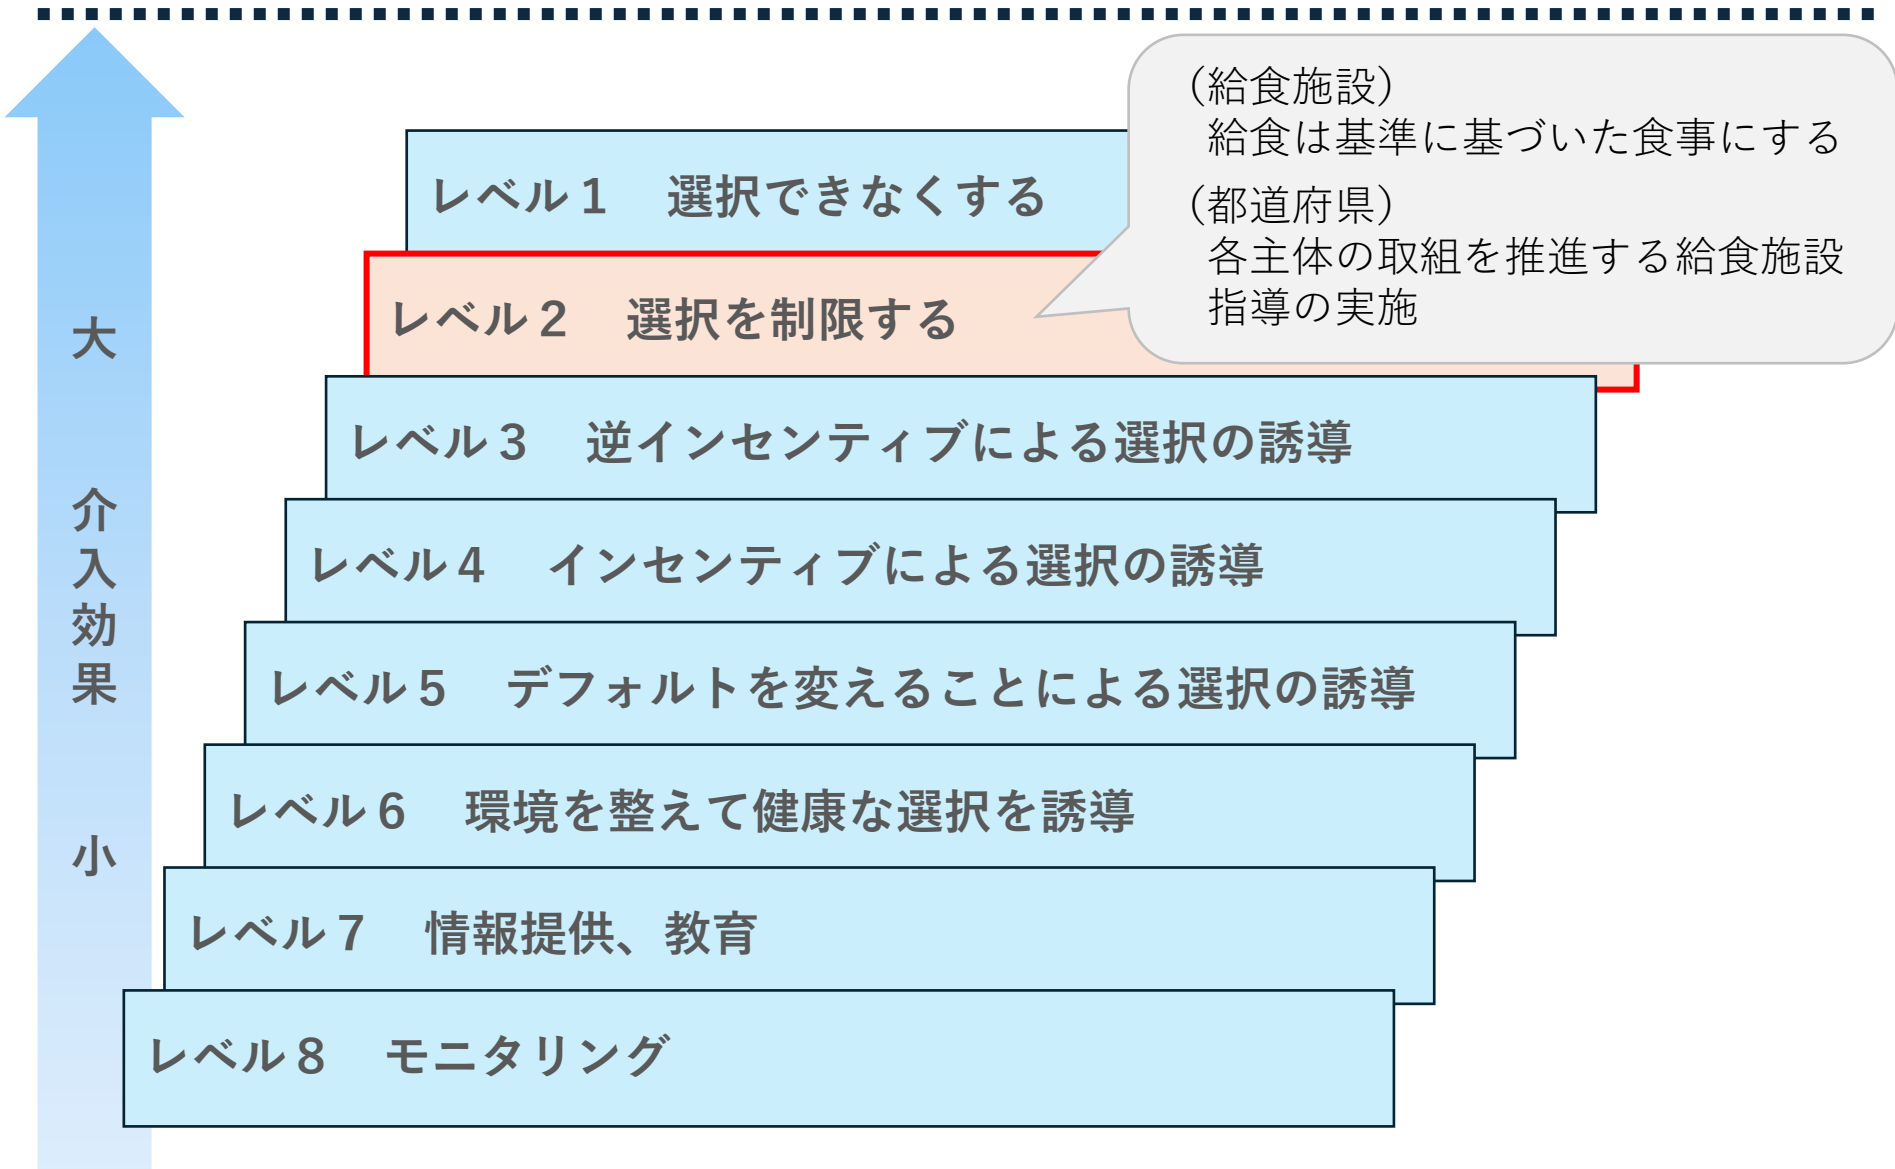 （給食施設）
給食は基準に基づいた食事にする
（都道府県）
各主体の取組を推進する給食施設
指導の実施
レベル１　選択できなくする
レベル２　選択を制限する
レベル３　逆インセンティブによる選択の誘導
レベル４　インセンティブによる選択の誘導
レベル５　デフォルトを変えることによる選択の誘導
レベル６　環境を整えて健康な選択を誘導
レベル７　情報提供、教育
レベル８　モニタリング
大
介入効果
小